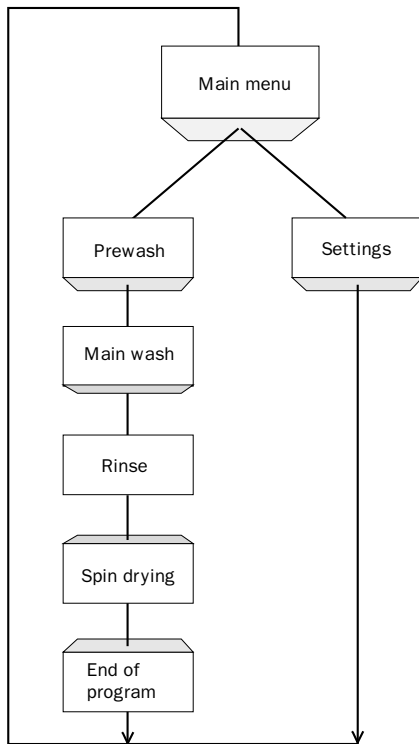 Main menu
Prewash
Settings
Main wash
Rinse
Spin drying
End of
program